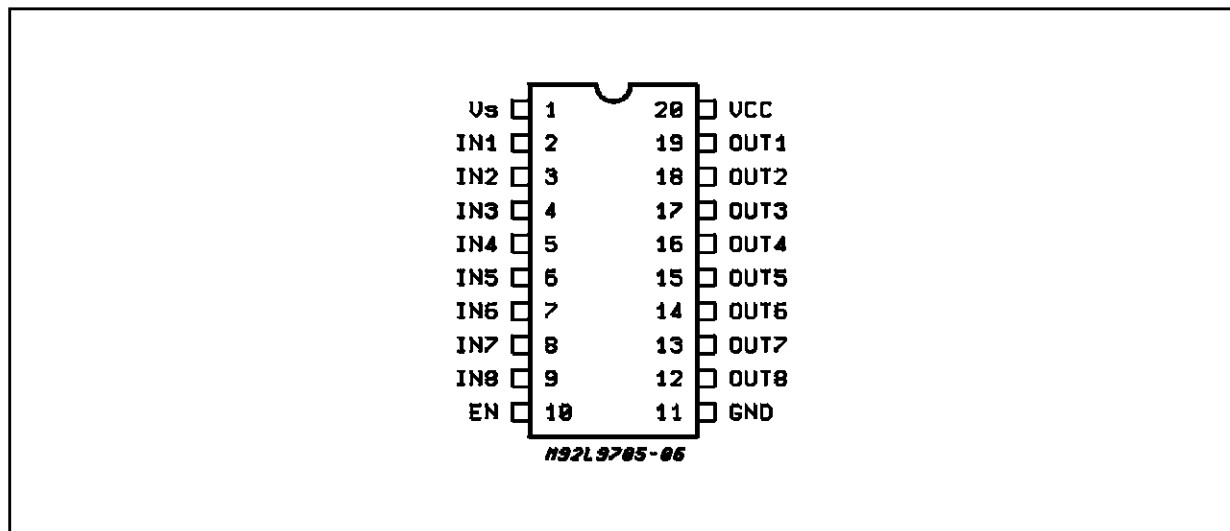 Vs 1 20 VCC
IN1 2 19 OUT1
IN2 3 18 OUT2
IN3 4 17 OUT3
IN4 5 16 OUT4
IN5 6 15 OUT5
IN6 7 14 OUT6
IN7 8 13 OUT7
IN8 9 12 OUT8
EN 10 11 GND
M92L9705-06